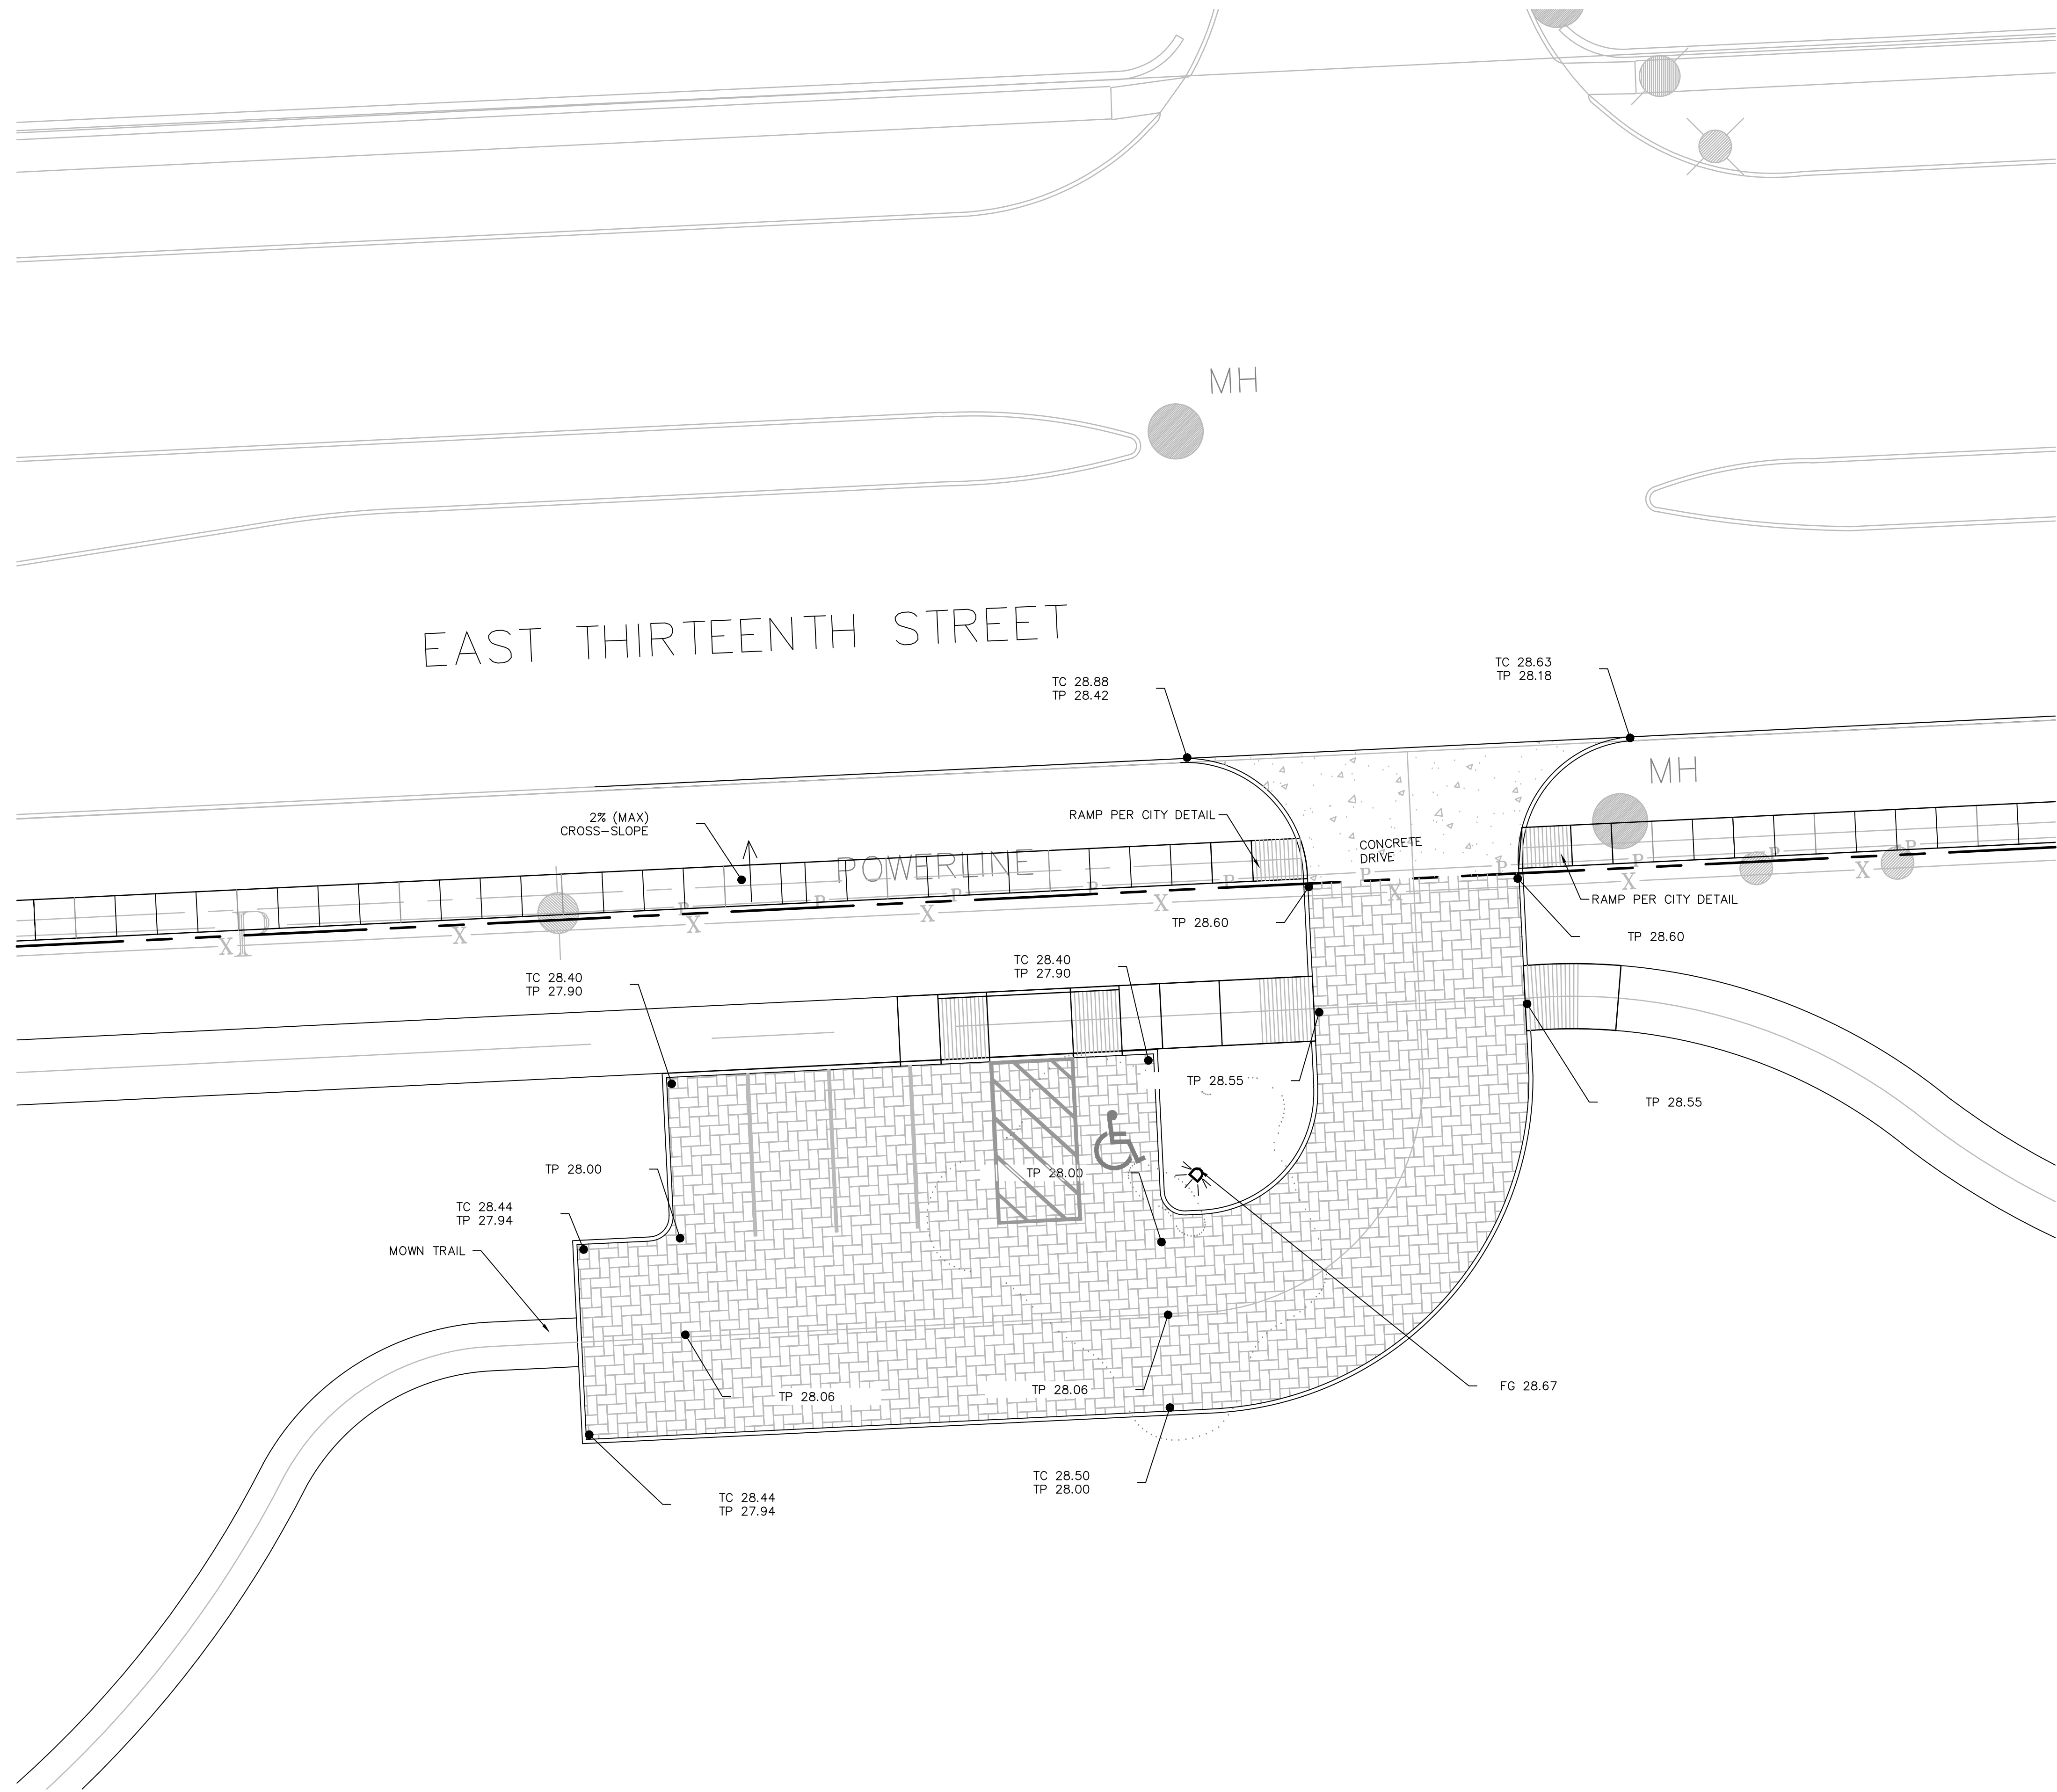 MH
EAST THIRTEENTH STREET
TC 28.63
TP 28.18
TC 28.88
TP 28.42
MH
2% (MAX)
CROSS-SLOPE
RAMP PER CITY DETAIL
CONCRETE
DRIVE
POWERLINE
P
P
P
P
P
P
P
P
P
P
X
X
X
X
X
X
X
X
RAMP PER CITY DETAIL
TP 28.60
TP 28.60
TC 28.40
TP 27.90
TC 28.40
TP 27.90
TP 28.55
TP 28.55
TP 28.00
TP 28.00
TC 28.44
TP 27.94
MOWN TRAIL
TP 28.06
TP 28.06
FG 28.67
TC 28.50
TP 28.00
TC 28.44
TP 27.94